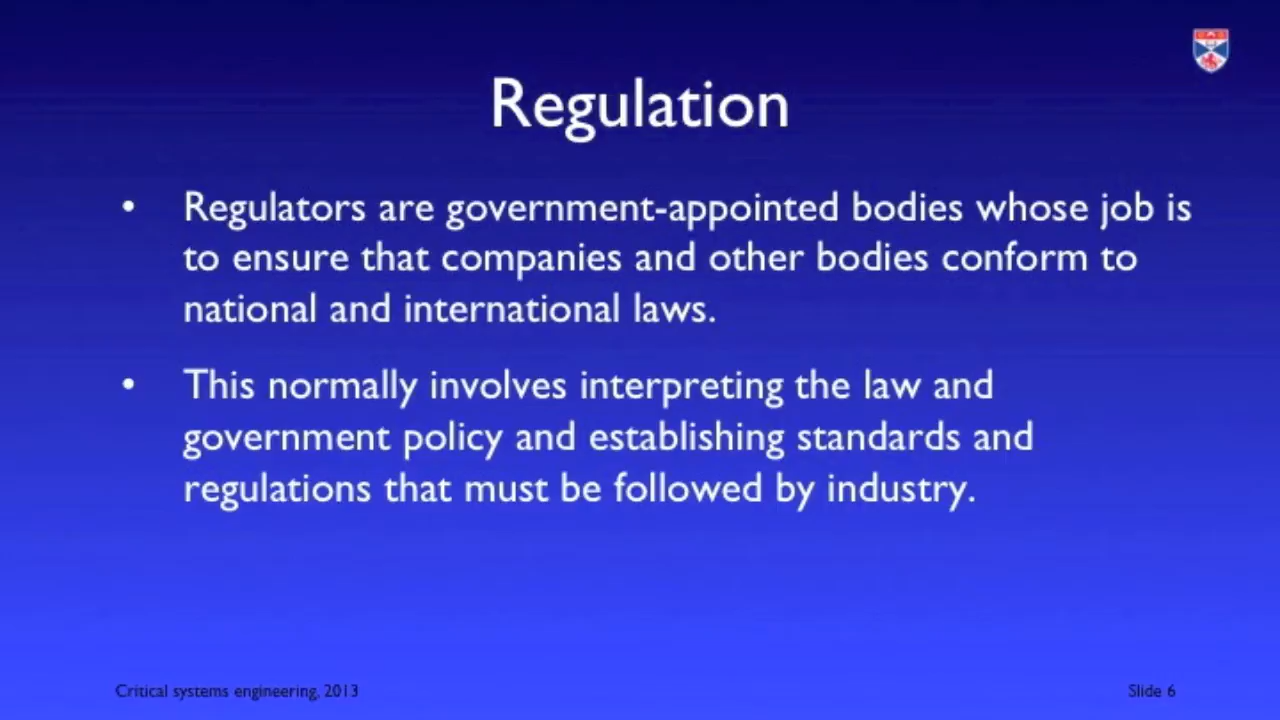 Regulation
• Regulators are government-appointed bodies whose job is
to ensure that companies and other bodies conform to
national and international laws.
• This normally involves interpreting the law and
government policy and establishing standards and
regulations that must be followed by industry.
Critical systems engineering, 2013
Slide 6